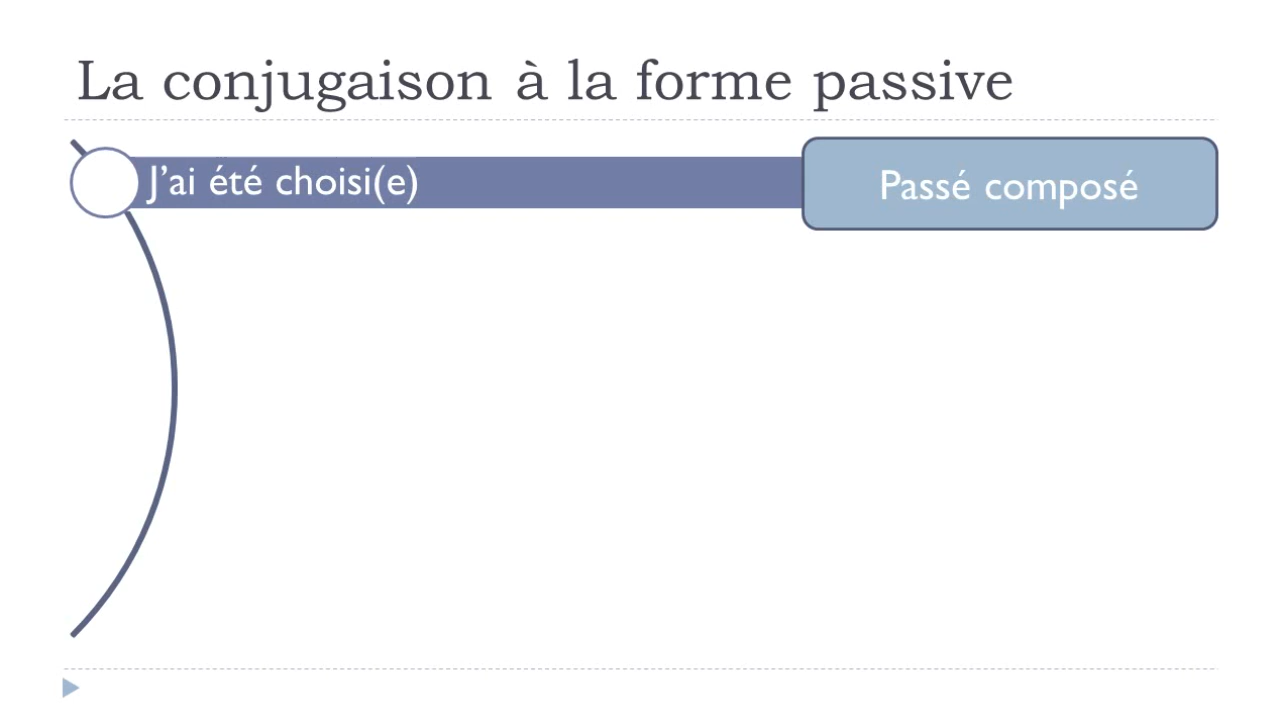 La conjugaison à la forme passive
J'ai été choisi(e)
Passé composé